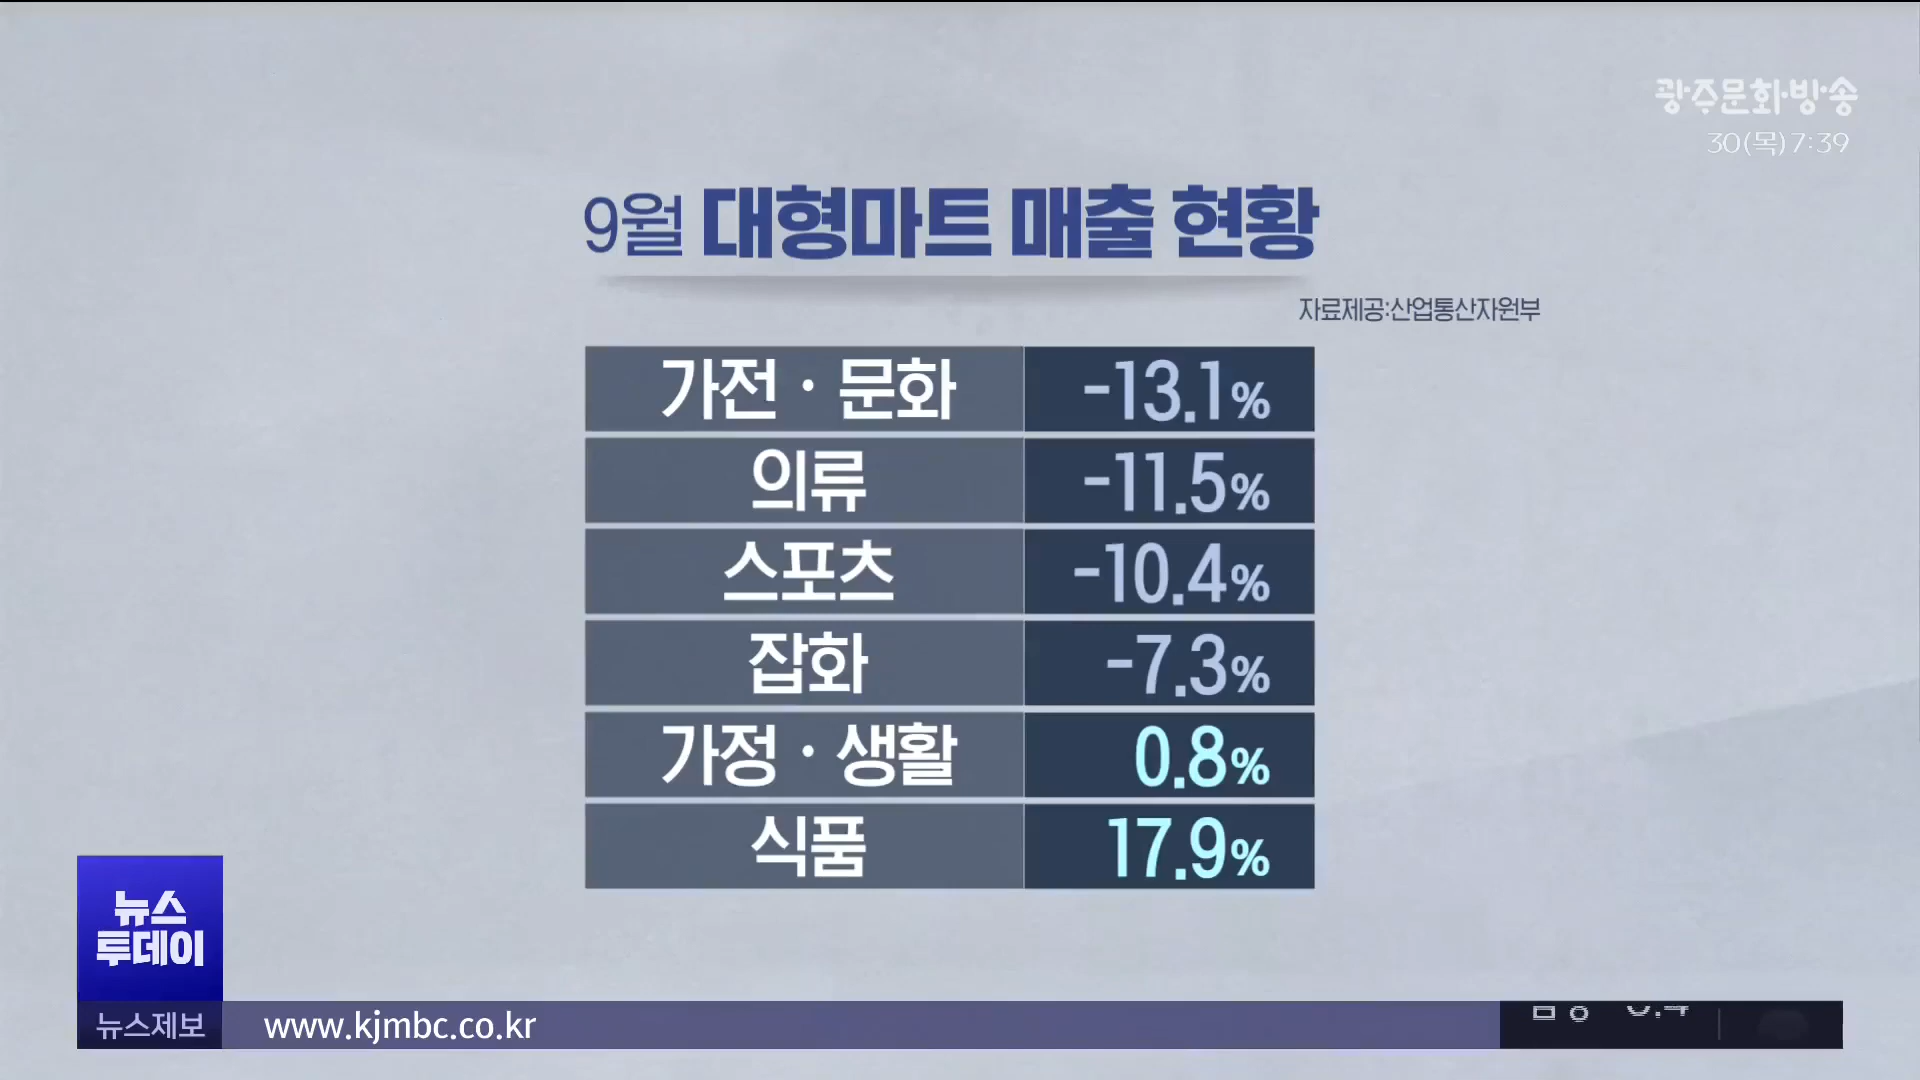 광주문화방송
30(목) 7:39
9월 대형마트 매출 현황
자료제공:산업통산자원부
가전 · 문화 -13.1%
의류 -11.5%
스포츠 -10.4%
잡화 -7.3%
가정 · 생활 0.8%
식품 17.9%
뉴스
투데이
뉴스제보 www.kjmbc.co.kr